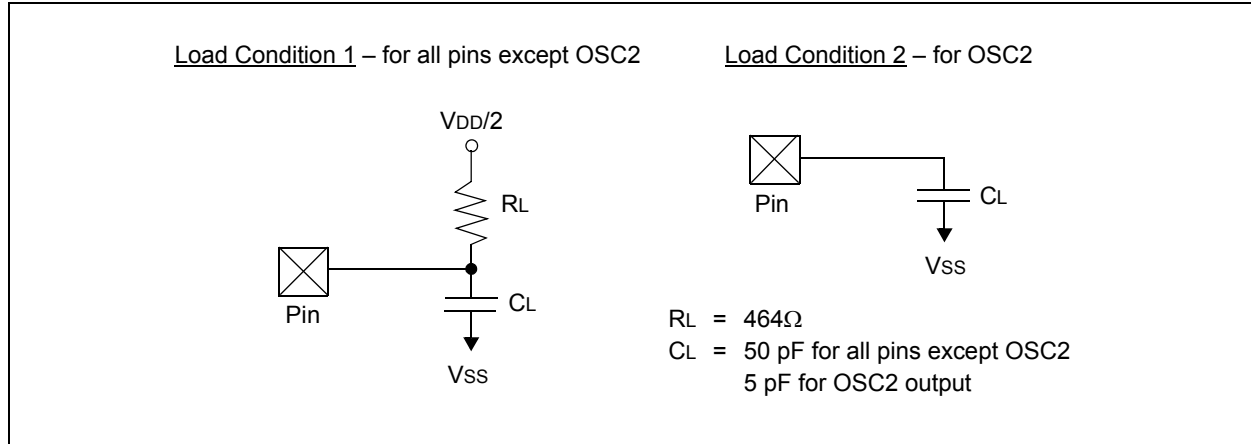 Load Condition 1 – for all pins except OSC2
Load Condition 2 – for OSC2
VDD/2
RL
Pin
CL
VSS
Pin
CL
VSS
RL = 464Ω
CL = 50 pF for all pins except OSC2
5 pF for OSC2 output